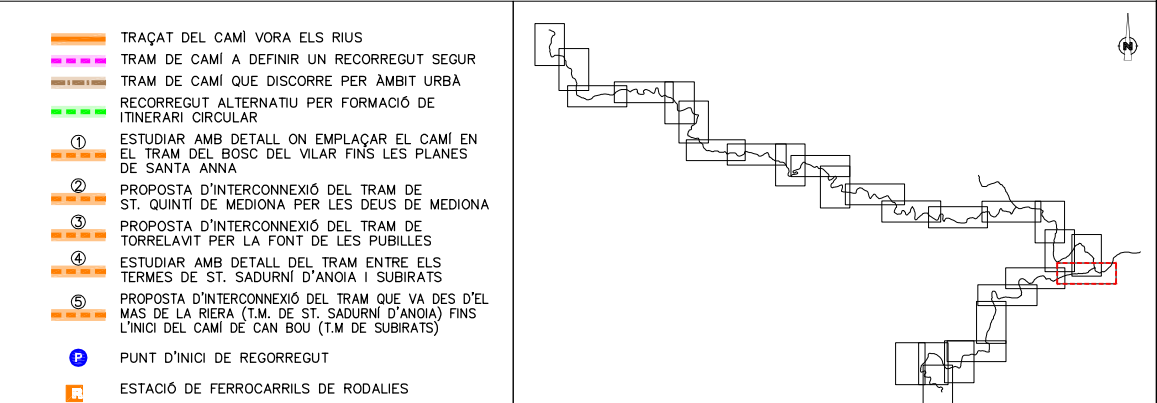 TRAÇAT DEL CAMÌ VORA ELS RIUS
TRAM DE CAMÍ A DEFINIR UN RECORREGUT SEGUR
TRAM DE CAMÍ QUE DISCORRE PER ÀMBIT URBÀ
RECORREGUT ALTERNATIU PER FORMACIÓ DE
ITINERARI CIRCULAR
① ESTUDIAR AMB DETALL ON EMPLAÇAR EL CAMÍ EN
EL TRAM DEL BOSC DEL VILAR FINS LES PLANES
DE SANTA ANNA
② PROPOSTA D'INTERCONNEXIÓ DEL TRAM DE
ST. QUINTÍ DE MEDIONA PER LES DEUS DE MEDIONA
③ PROPOSTA D'INTERCONNEXIÓ DEL TRAM DE
TORRELAVIT PER LA FONT DE LES PUBILLES
④ ESTUDIAR AMB DETALL DEL TRAM ENTRE ELS
TERMES DE ST. SADURNÍ D'ANOIA I SUBIRATS
⑤ PROPOSTA D'INTERCONNEXIÓ DEL TRAM QUE VA DES D'EL
MAS DE LA RIERA (T.M. DE ST. SADURNÍ D'ANOIA) FINS
L'INICI DEL CAMÍ DE CAN BOU (T.M DE SUBIRATS)
P PUNT D'INICI DE REGORREGUT
R ESTACIÓ DE FERROCARRILS DE RODALIES
N